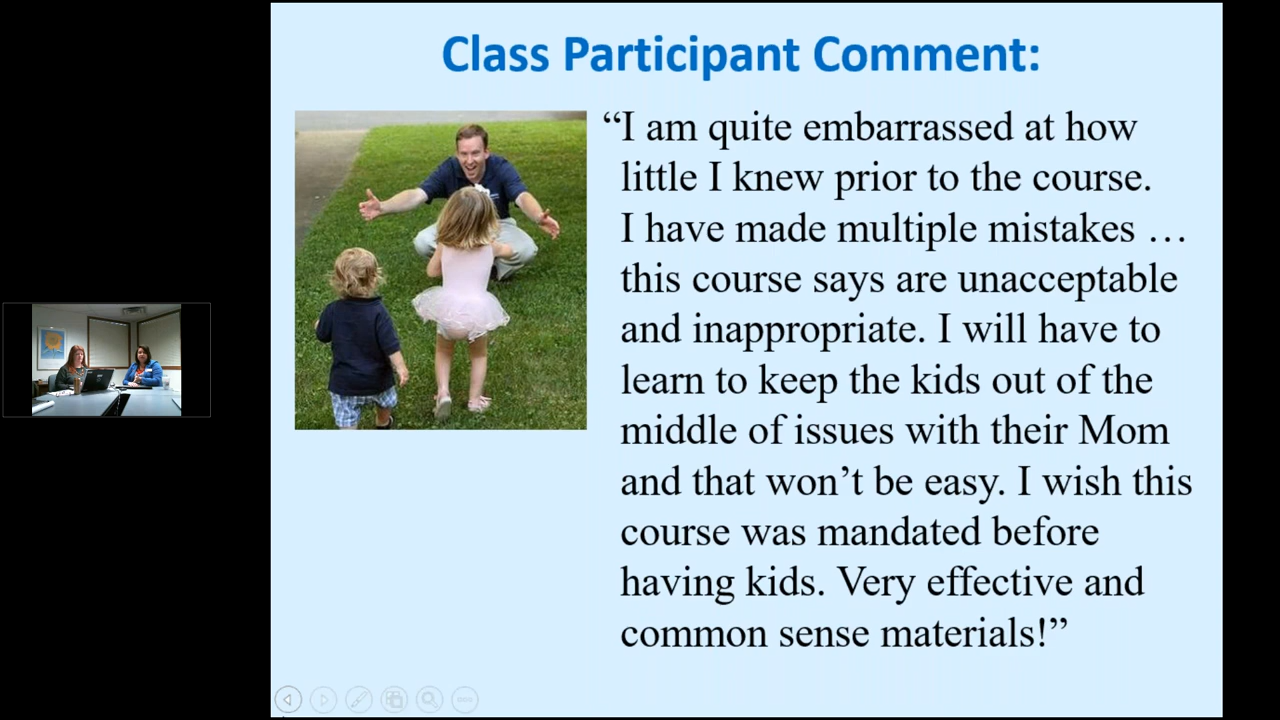 Class Participant Comment:
“I am quite embarrassed at how
little I knew prior to the course.
I have made multiple mistakes …
this course says are unacceptable
and inappropriate. I will have to
learn to keep the kids out of the
middle of issues with their Mom
and that won’t be easy. I wish this
course was mandated before
having kids. Very effective and
common sense materials!”